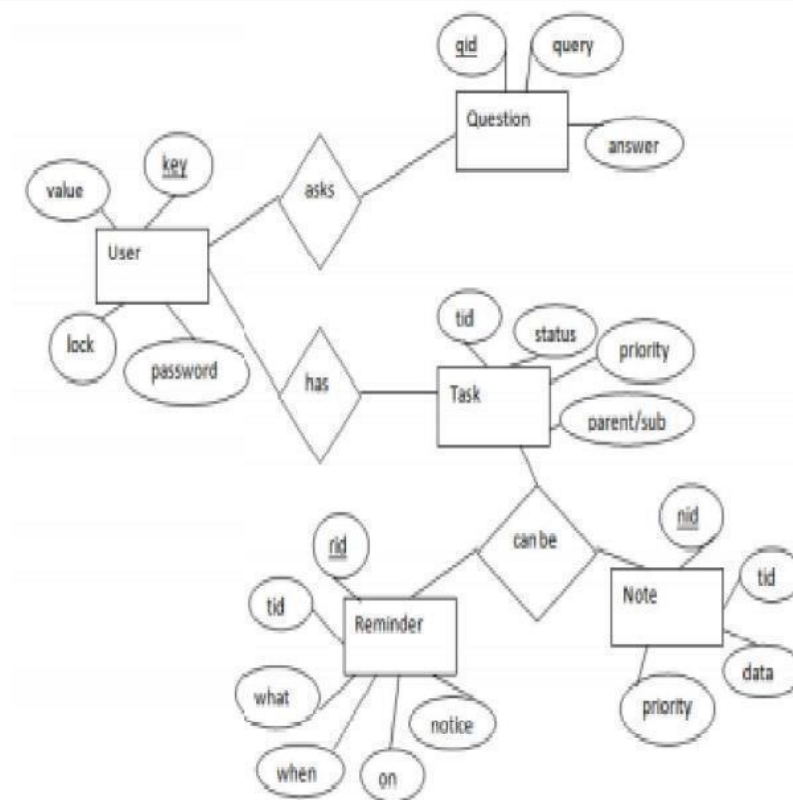 qid
query
Question
answer
key
value
User
asks
lock
password
tid
status
priority
has
Task
parent/sub
nid
can be
rid
Note
tid
tid
Reminder
data
what
notice
priority
when
on